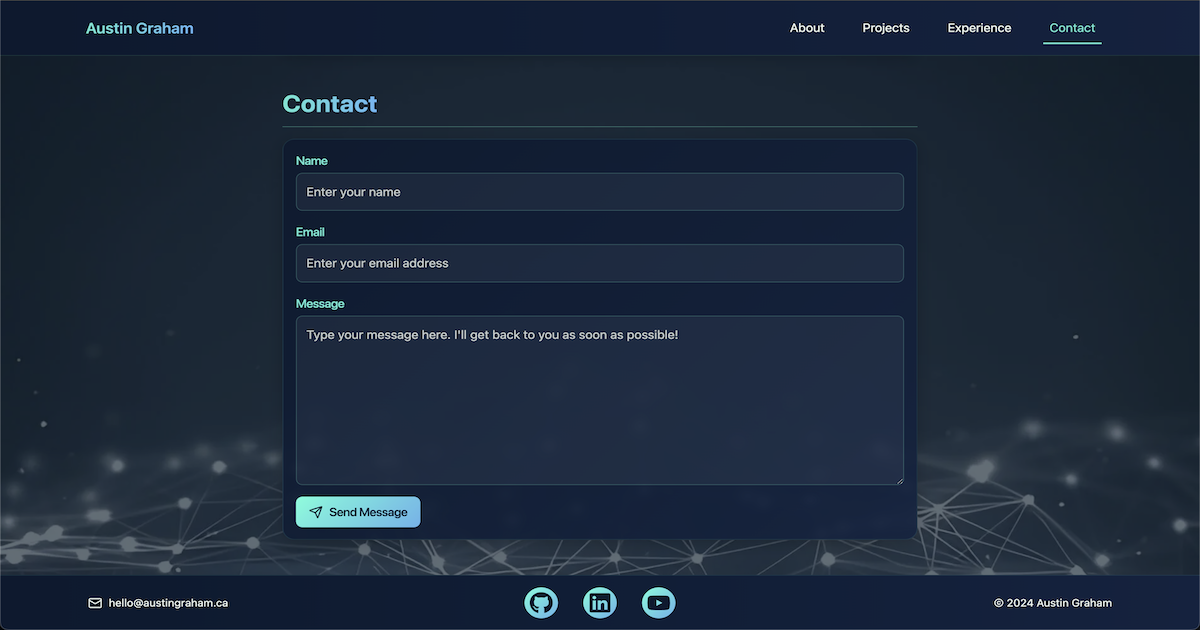 Austin Graham
About
Projects
Experience
Contact
Contact
Name
Enter your name
Email
Enter your email address
Message
Type your message here. I'll get back to you as soon as possible!
Send Message
hello@austingraham.ca
in
© 2024 Austin Graham